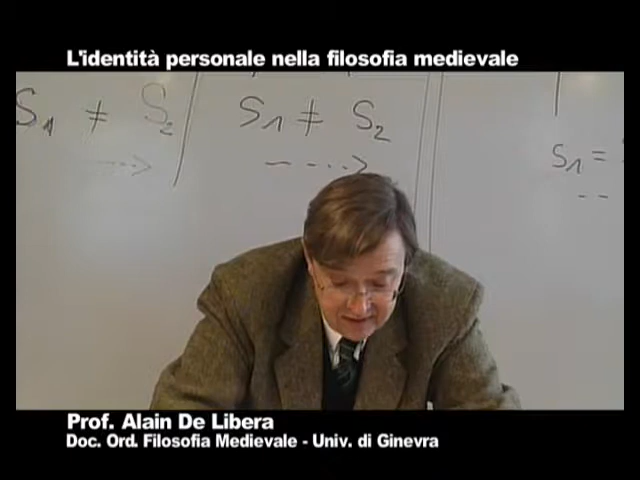 L'identità personale nella filosofia medievale
S₁ ≠ S₂
S₁ ≠ S₂
S₁ =
Prof. Alain De Libera
Doc. Ord. Filosofia Medievale - Univ. di Ginevra